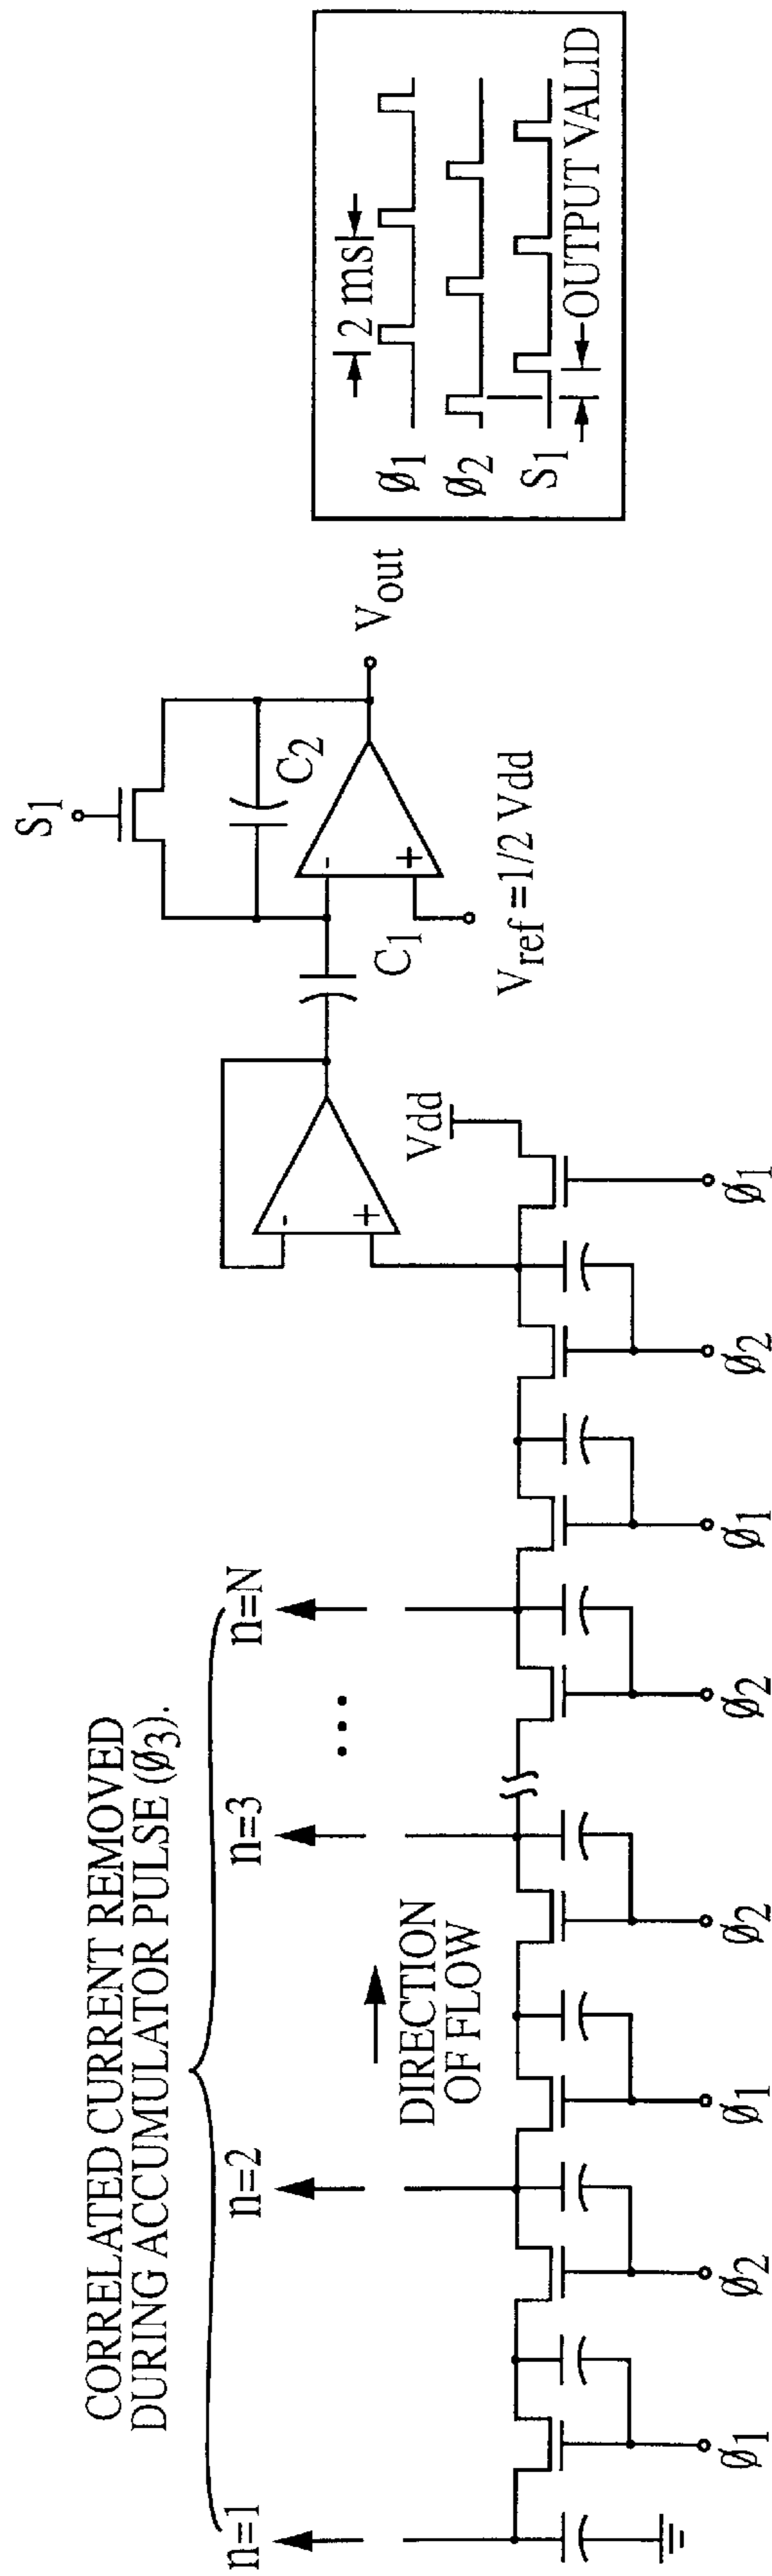 CORRELATED CURRENT REMOVED
DURING ACCUMULATOR PULSE (Ø3).
n=1
n=2
n=3
...
n=N
DIRECTION
OF FLOW
Ø1
Ø2
Ø1
Ø2
Ø2
Ø1
Ø2
Ø1
Vdd
-
+
C1
S1
C2
-
+
Vref =1/2 Vdd
Vout
2 ms
Ø1
Ø2
S1
OUTPUT VALID